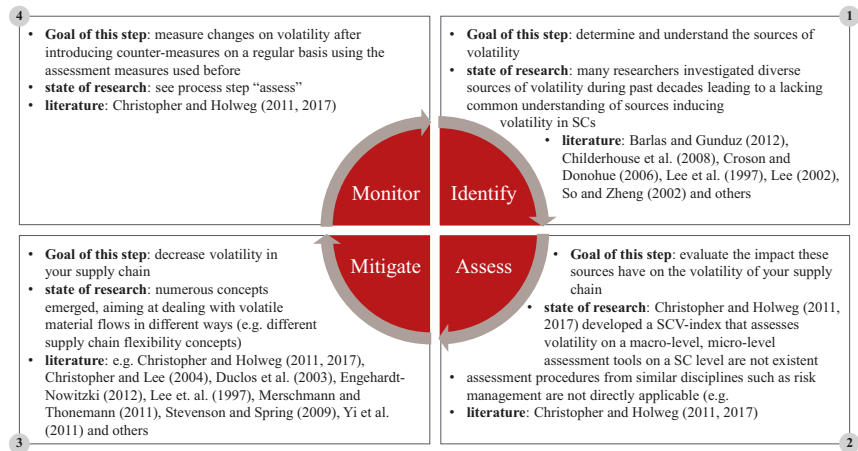 4
• Goal of this step: measure changes on volatility after
introducing counter-measures on a regular basis using the
assessment measures used before
• state of research: see process step “assess”
• literature: Christopher and Holweg (2011, 2017)
1
• Goal of this step: determine and understand the sources of
volatility
• state of research: many researchers investigated diverse
sources of volatility during past decades leading to a lacking
common understanding of sources inducing
volatility in SCs
• literature: Barlas and Gunduz (2012),
Childerhouse et al. (2008), Croson and
Donohue (2006), Lee et al. (1997), Lee (2002),
So and Zheng (2002) and others
Monitor
Identify
Mitigate
Assess
• Goal of this step: decrease volatility in
your supply chain
• state of research: numerous concepts
emerged, aiming at dealing with volatile
material flows in different ways (e.g. different
supply chain flexibility concepts)
• literature: e.g. Christopher and Holweg (2011, 2017),
Christopher and Lee (2004), Duclos et al. (2003), Engehardt-
Nowitzki (2012), Lee et. al. (1997), Merschmann and
Thonemann (2011), Stevenson and Spring (2009), Yi et al.
(2011) and others
3
• Goal of this step: evaluate the impact these
sources have on the volatility of your supply
chain
• state of research: Christopher and Holweg (2011,
2017) developed a SCV-index that assesses
volatility on a macro-level, micro-level
assessment tools on a SC level are not existent
• assessment procedures from similar disciplines such as risk
management are not directly applicable (e.g.
• literature: Christopher and Holweg (2011, 2017)
2